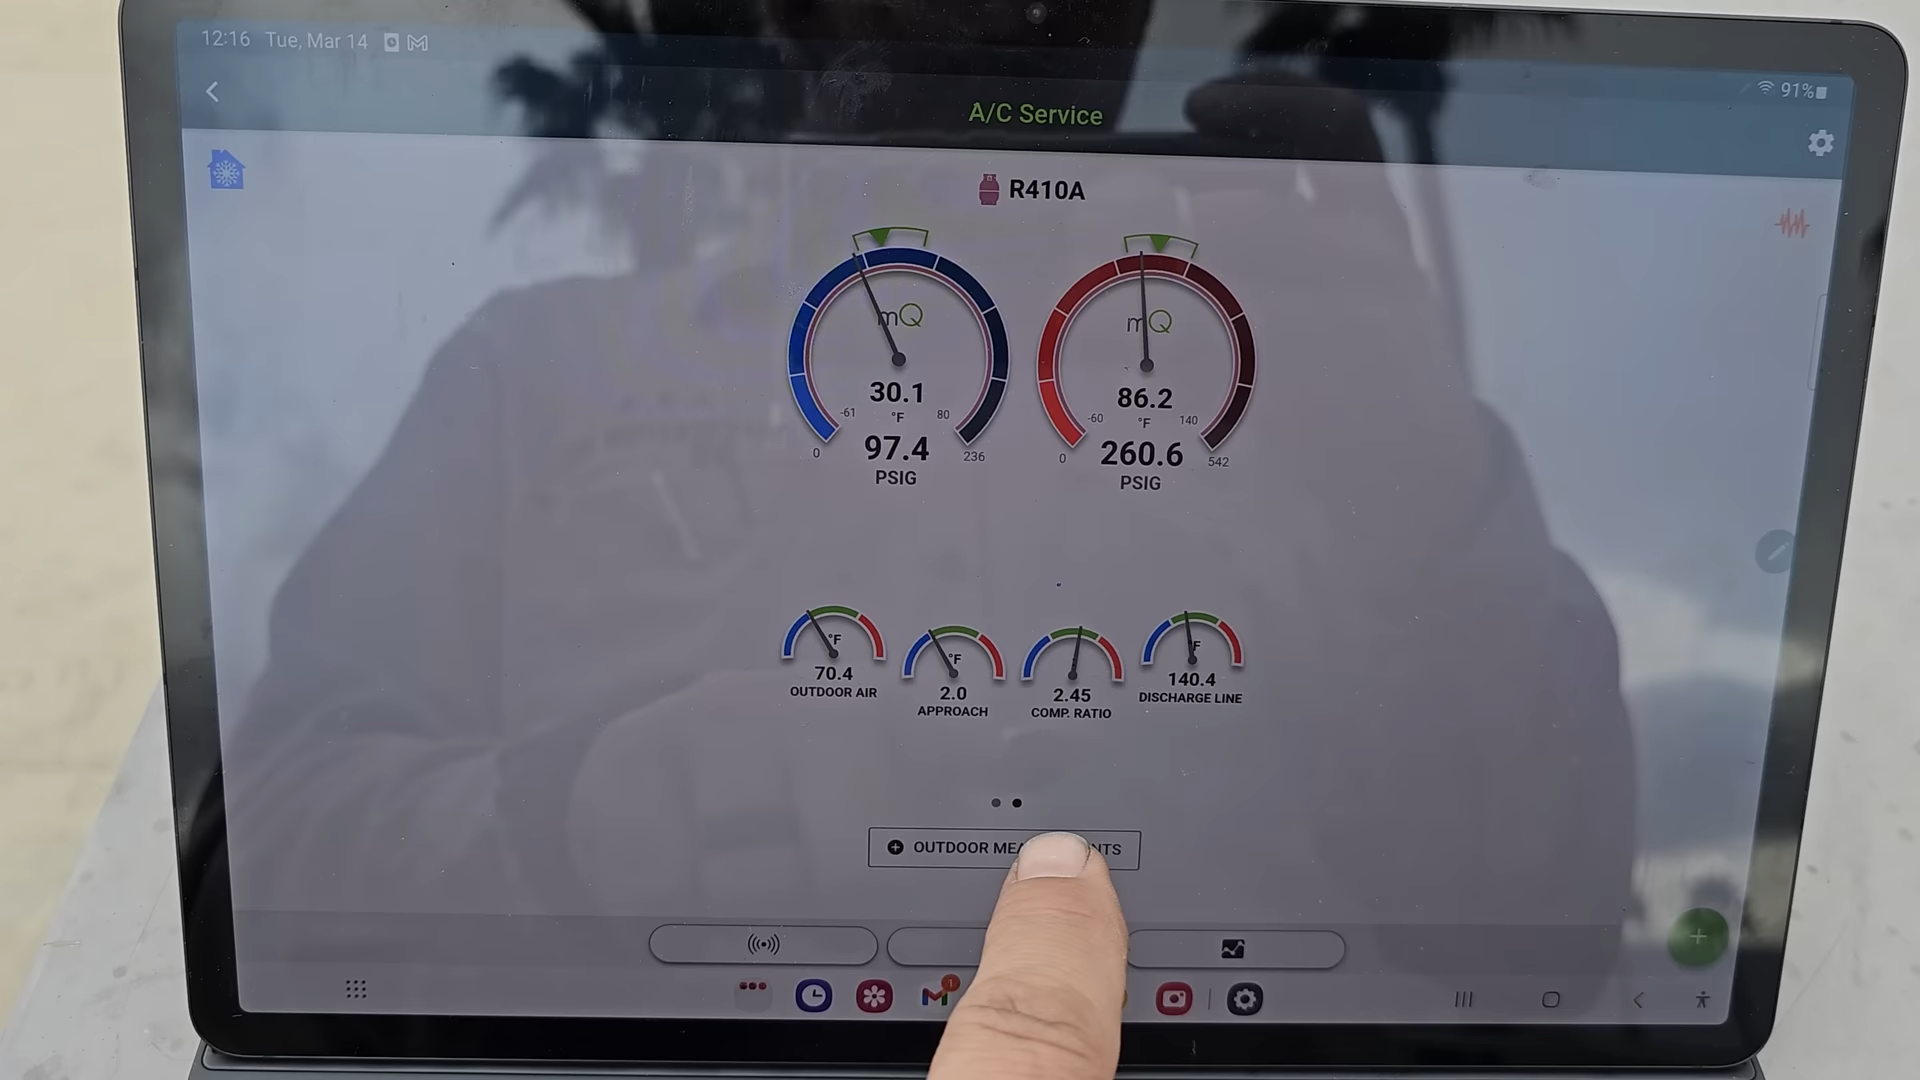 12:16 Tue, Mar 14
91%
A/C Service
R410A
mQ
30.1
-61 °F 80
97.4
0 236
PSIG
mQ
86.2
-60 °F 140
260.6
0 542
PSIG
°F
70.4
OUTDOOR AIR
°F
2.0
APPROACH
2.45
COMP. RATIO
°F
140.4
DISCHARGE LINE
OUTDOOR
1